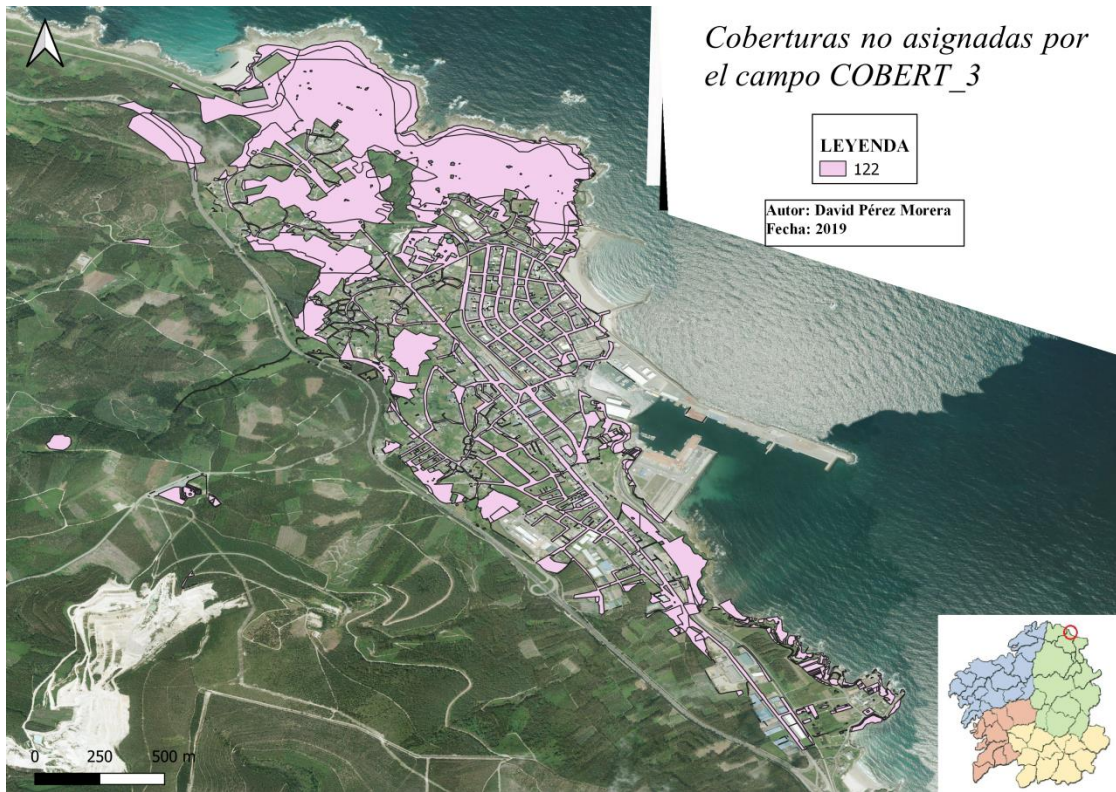 Coberturas no asignadas por
el campo COBERT_3
LEYENDA
122
Autor: David Pérez Morera
Fecha: 2019
0 250 500 m